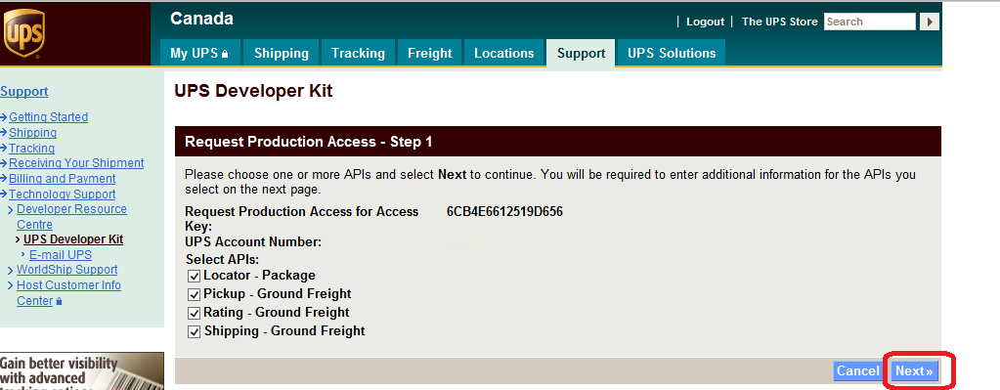 ups
Canada
| Logout | The UPS Store Search
My UPS Shipping Tracking Freight Locations Support UPS Solutions
Support
Getting Started
Shipping
Tracking
Receiving Your Shipment
Billing and Payment
Technology Support
Developer Resource
Centre
UPS Developer Kit
E-mail UPS
WorldShip Support
Host Customer Info
Center
Gain better visibility
with advanced
UPS Developer Kit
Request Production Access - Step 1
Please choose one or more APIs and select Next to continue. You will be required to enter additional information for the APIs you
select on the next page.
Request Production Access for Access 6CB4E6612519D656
Key:
UPS Account Number:
Select APIs:
Locator - Package
Pickup - Ground Freight
Rating - Ground Freight
Shipping - Ground Freight
Cancel Next»